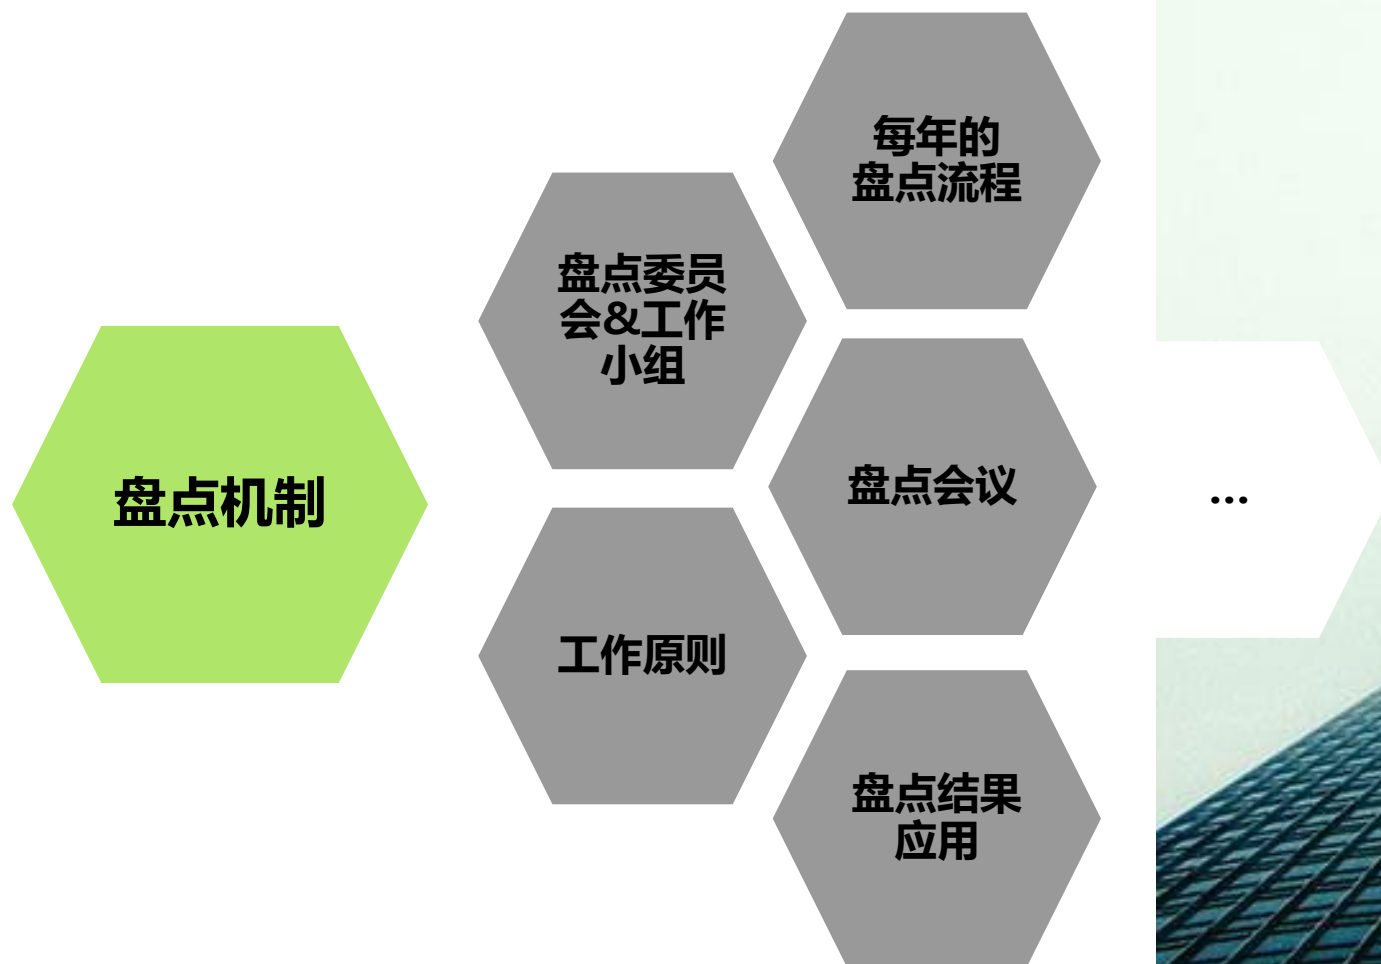 盘点机制
盘点委员
会&工作
小组
工作原则
每年的
盘点流程
盘点会议
盘点结果
应用
...